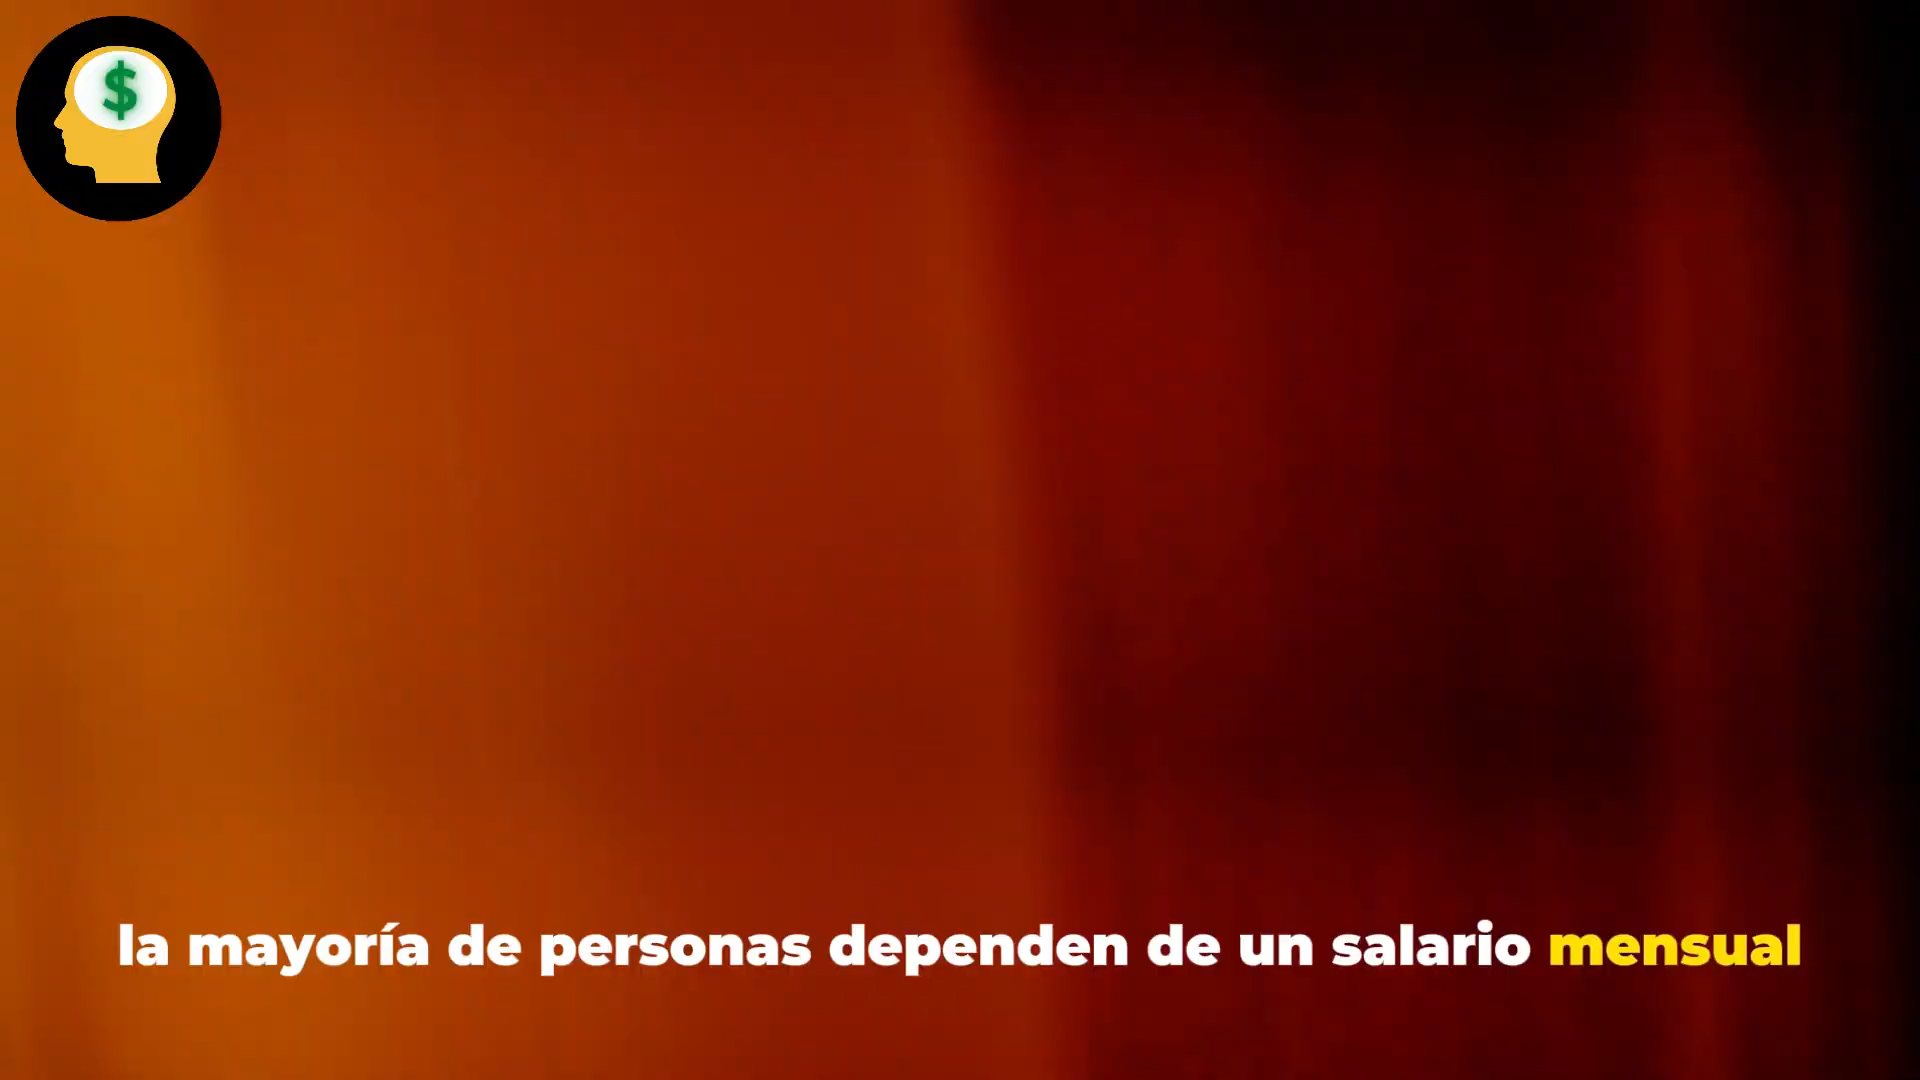 $
la mayoría de personas dependen de un salario mensual